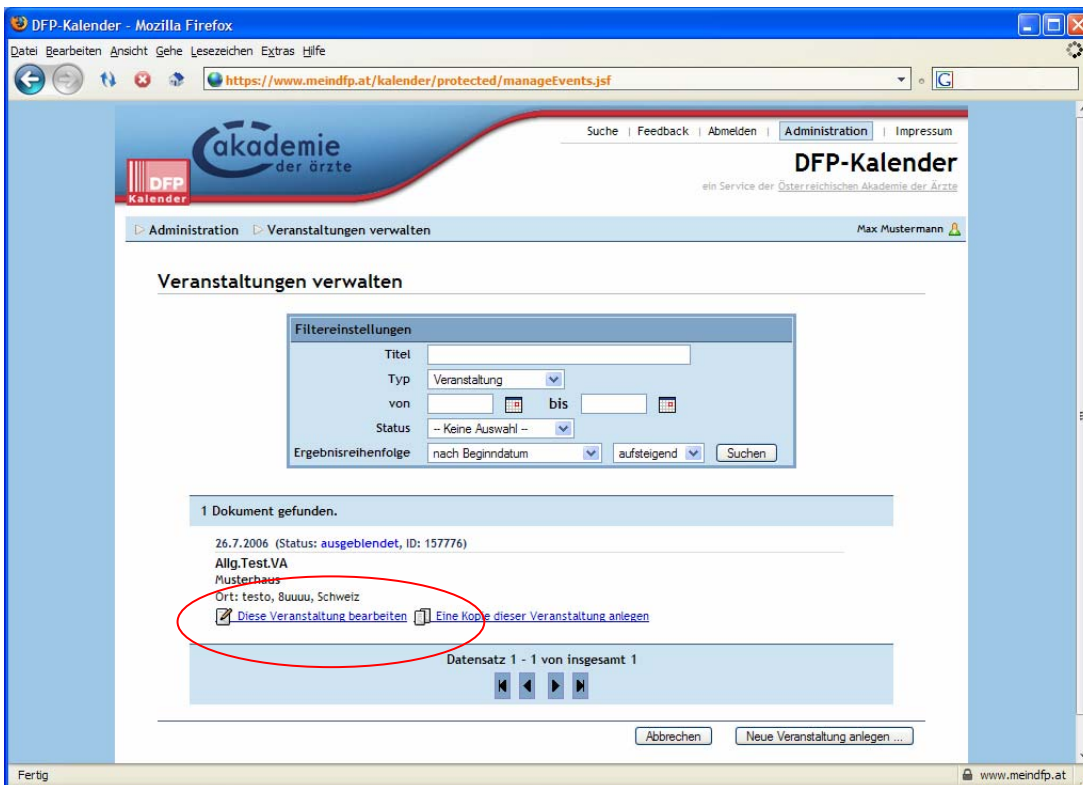 DFP-Kalender - Mozilla Firefox
Datei Bearbeiten Ansicht Gehe Lesezeichen Extras Hilfe
https://www.meindfp.at/kalender/protected/manageEvents.jsf
G
Suche | Feedback | Abmelden | Administration | Impressum
akademie
der ärzte
DFP
Kalender
DFP-Kalender
ein Service der Österreichischen Akademie der Ärzte
Administration Veranstaltungen verwalten
Max Mustermann
Veranstaltungen verwalten
Filtereinstellungen
Titel
Typ Veranstaltung
von bis
Status -- Keine Auswahl --
Ergebnisreihenfolge nach Beginndatum aufsteigend Suchen
1 Dokument gefunden.
26.7.2006 (Status: ausgeblendet, ID: 157776)
Allg.Test.VA
Musterhaus
Ort: testo, 8uuuu, Schweiz
Diese Veranstaltung bearbeiten Eine Kopie dieser Veranstaltung anlegen
Datensatz 1 - 1 von insgesamt 1
Abbrechen Neue Veranstaltung anlegen ...
Fertig www.meindfp.at